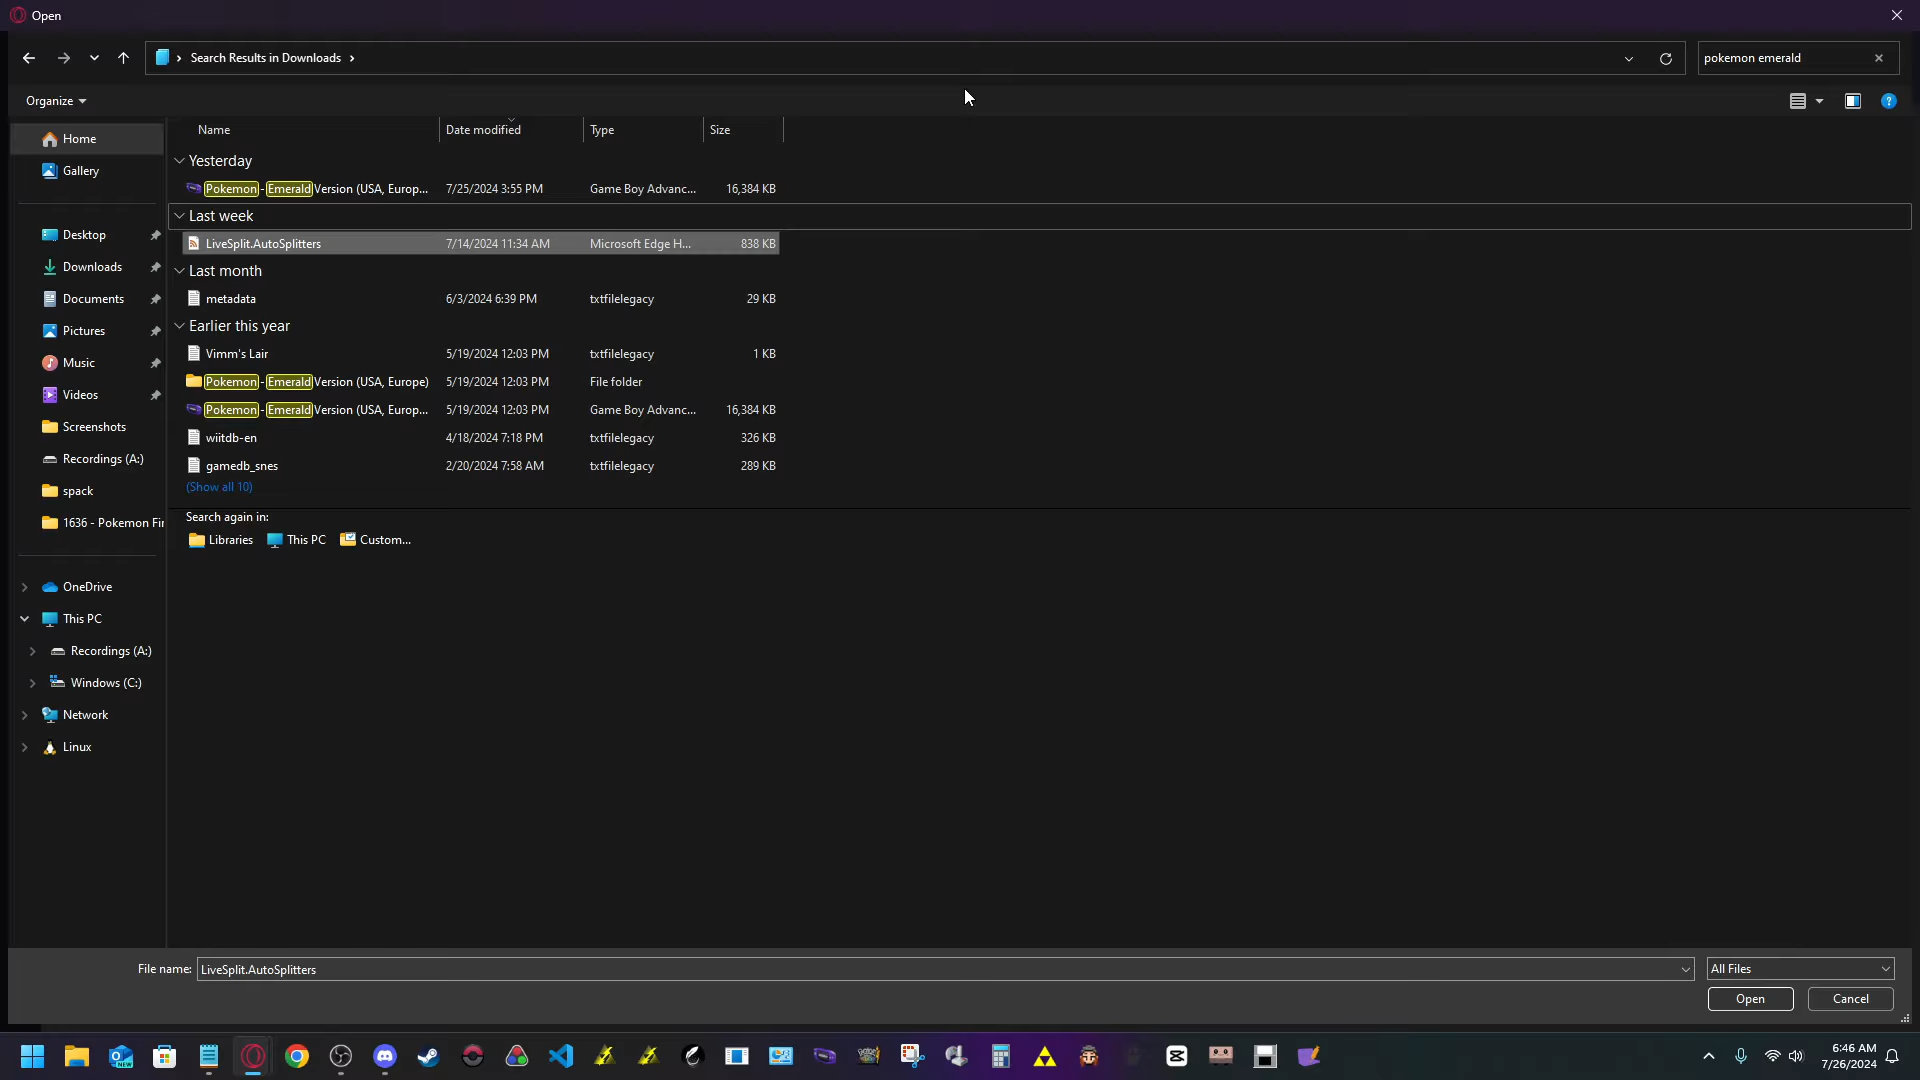 Open
Search Results in Downloads
pokemon emerald
Organize
Name Date modified Type Size
Home
Gallery
Desktop
Downloads
Documents
Pictures
Music
Videos
Screenshots
Recordings (A:)
spack
1636 - Pokemon Fir
OneDrive
This PC
Recordings (A:)
Windows (C:)
Network
Linux
Yesterday
Pokemon - Emerald Version (USA, Europ... 7/25/2024 3:55 PM Game Boy Advanc... 16,384 KB
Last week
LiveSplit.AutoSplitters 7/14/2024 11:34 AM Microsoft Edge H... 838 KB
Last month
metadata 6/3/2024 6:39 PM txtfilelegacy 29 KB
Earlier this year
Vimm's Lair 5/19/2024 12:03 PM txtfilelegacy 1 KB
Pokemon - Emerald Version (USA, Europe) 5/19/2024 12:03 PM File folder
Pokemon - Emerald Version (USA, Europ... 5/19/2024 12:03 PM Game Boy Advanc... 16,384 KB
wiitdb-en 4/18/2024 7:18 PM txtfilelegacy 326 KB
gamedb_snes 2/20/2024 7:58 AM txtfilelegacy 289 KB
(Show all 10)
Search again in:
Libraries This PC Custom...
File name: LiveSplit.AutoSplitters All Files
Open Cancel
6:46 AM
7/26/2024